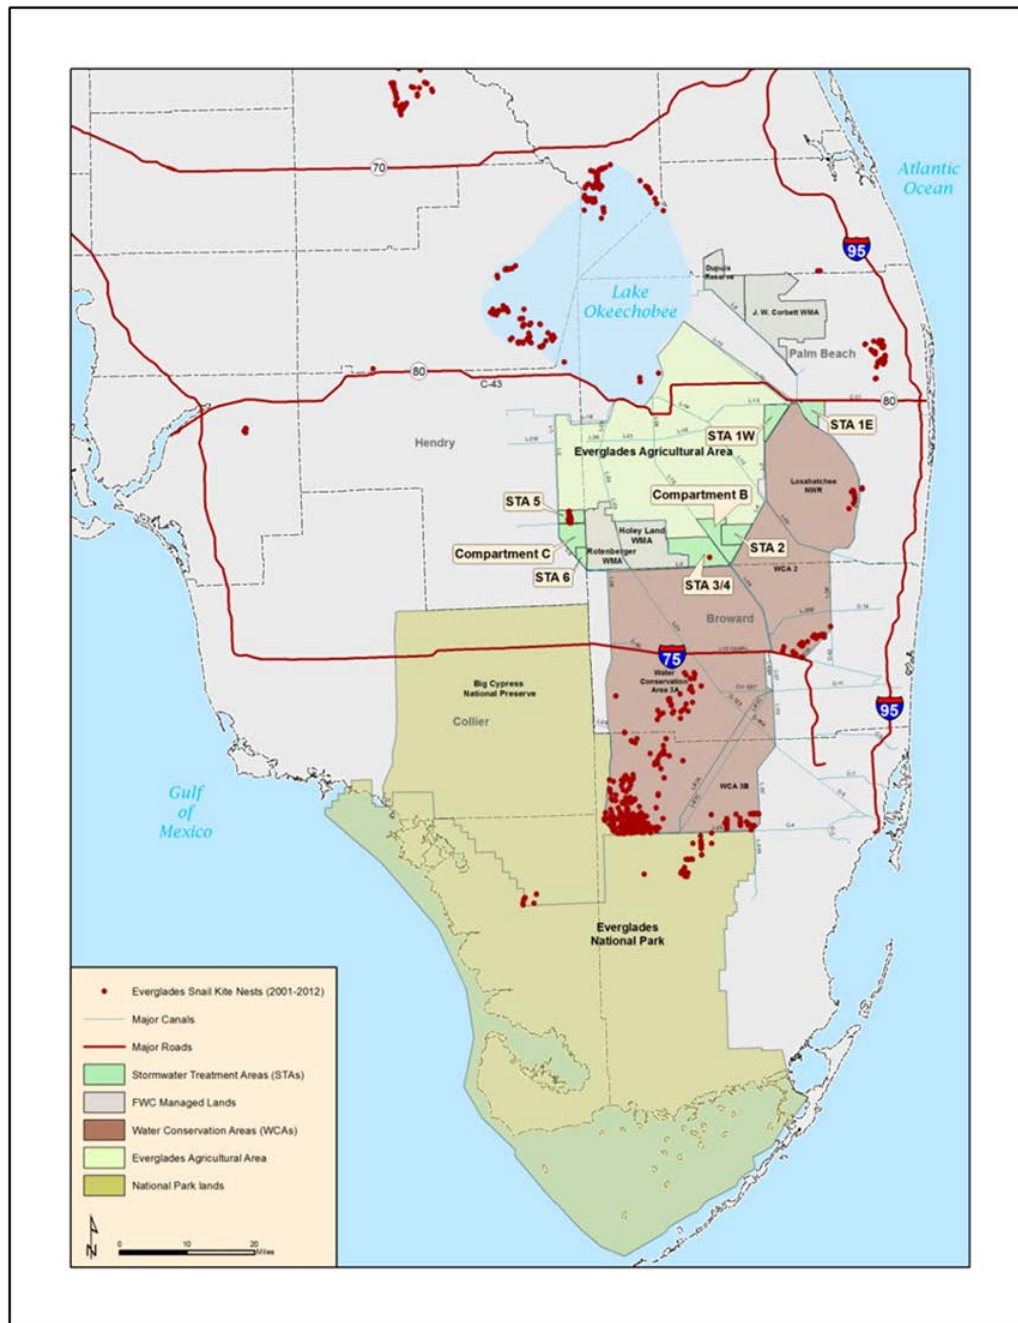 70
Atlantic
Ocean
95
Lake
Okeechobee
Dupuis
Reserve
J. W. Corbett WMA
Palm Beach
80
C-43
80
STA 1W
STA 1E
Hendry
Everglades Agricultural Area
Loxahatchee
NWR
Compartment B
STA 5
Holey Land
WMA
STA 2
Compartment C
Rotenberger
WMA
STA 6
STA 3/4
WCA 2
Broward
75
Water
Conservation
Area 3A
Big Cypress
National Preserve
Collier
95
Gulf
of
Mexico
WCA 3B
Everglades
National Park
Everglades Snail Kite Nests (2001-2012)
Major Canals
Major Roads
Stormwater Treatment Areas (STAs)
FWC Managed Lands
Water Conservation Areas (WCAs)
Everglades Agricultural Area
National Park lands
N
0 10 20
Miles